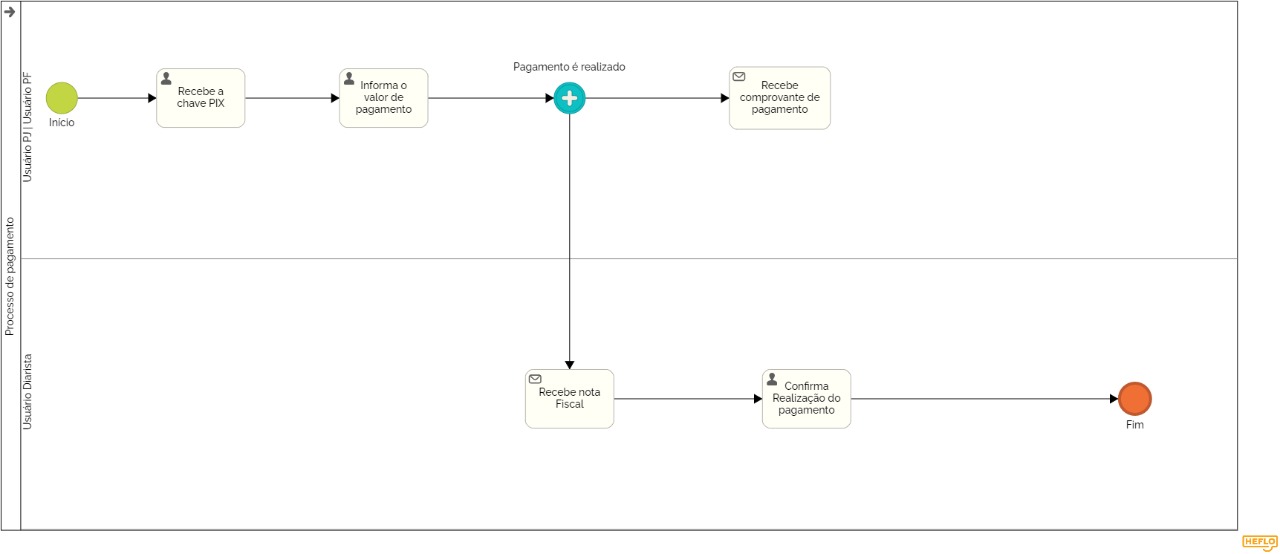 Processo de pagamento
Usuário PJ | Usuário PF
Início
Recebe a
chave PIX
Informa o
valor de
pagamento
Pagamento é realizado
Recebe
comprovante de
pagamento
Usuário Diarista
Recebe nota
Fiscal
Confirma
Realização do
pagamento
Fim
HEFLO